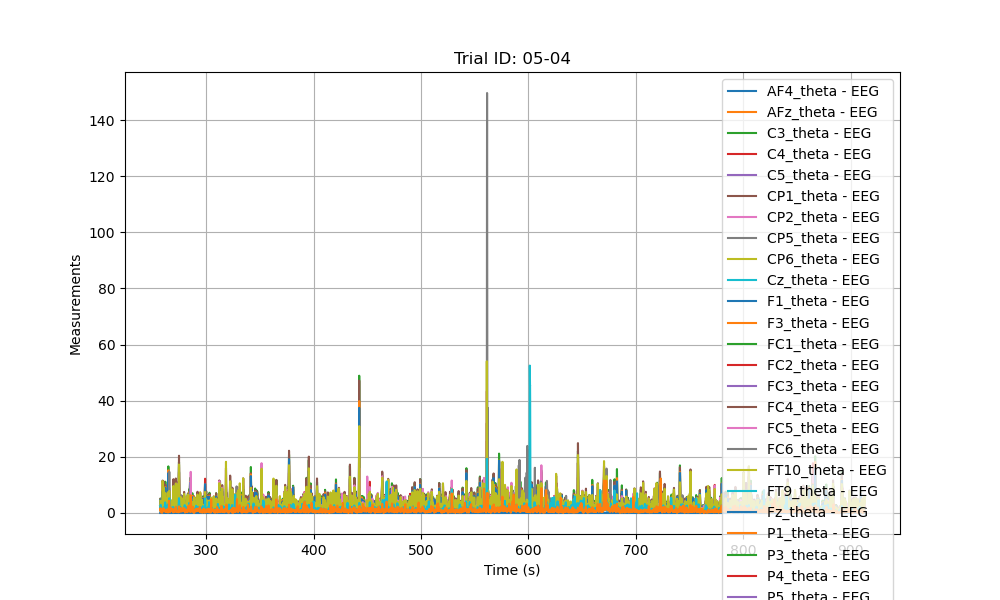 Trial ID: 05-04
Measurements
140
120
100
80
60
40
20
0
300
400
500
600
700
800
900
Time (s)
AF4_theta - EEG
AFz_theta - EEG
C3_theta - EEG
C4_theta - EEG
C5_theta - EEG
CP1_theta - EEG
CP2_theta - EEG
CP5_theta - EEG
CP6_theta - EEG
Cz_theta - EEG
F1_theta - EEG
F3_theta - EEG
FC1_theta - EEG
FC2_theta - EEG
FC3_theta - EEG
FC4_theta - EEG
FC5_theta - EEG
FC6_theta - EEG
FT10_theta - EEG
FT9_theta - EEG
Fz_theta - EEG
P1_theta - EEG
P3_theta - EEG
P4_theta - EEG
P5_theta - EEG